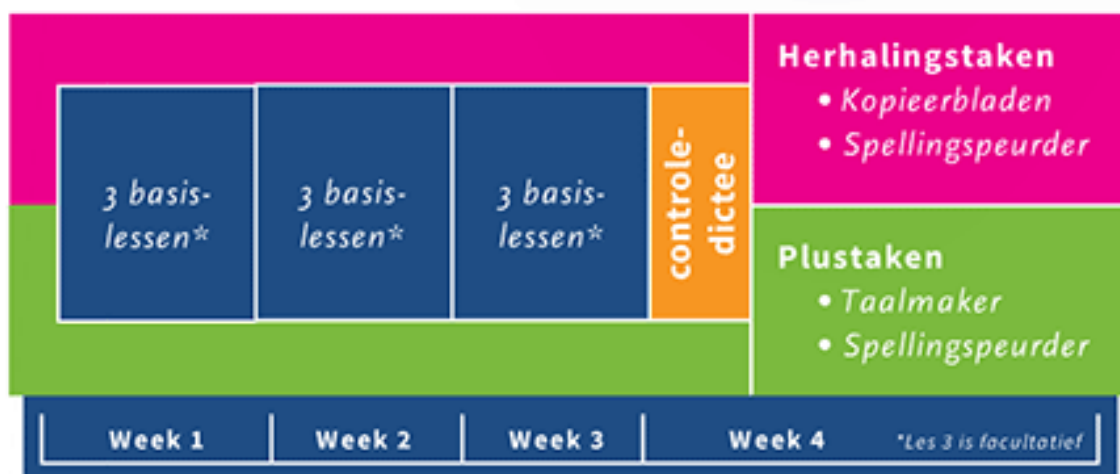 3 basis-
lessen*
3 basis-
lessen*
3 basis-
lessen*
controle-
dictee
Herhalingstaken
• Kopieerbladen
• Spellingspeurder
Plustaken
• Taalmaker
• Spellingspeurder
Week 1
Week 2
Week 3
Week 4
*Les 3 is facultatief